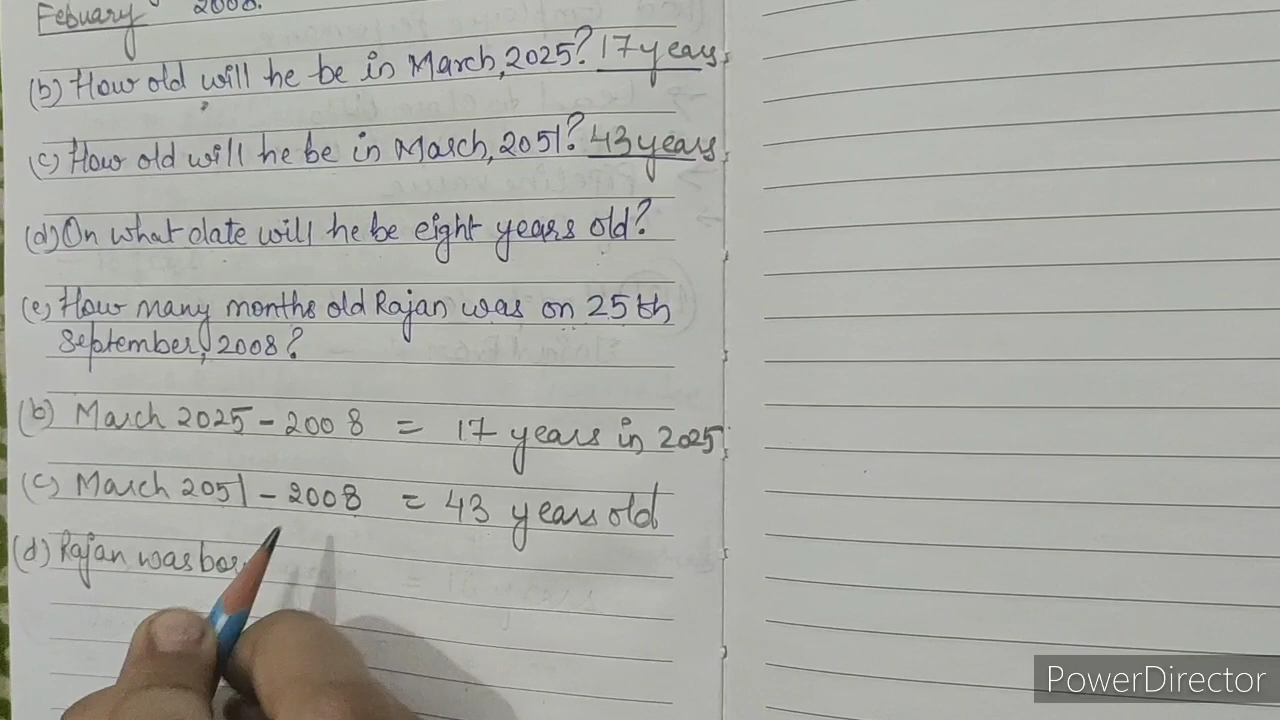 Febuary 2008.
(b) How old will he be in March, 2025? 17 years
(c) How old will he be in March, 2051? 43 years
(d) On what date will he be eight years old?
(e) How many months old Rajan was on 25th
September, 2008?
(b) March 2025 - 2008 = 17 years in 2025
(c) March 2051 - 2008 = 43 years old
(d) Rajan was bor
PowerDirector